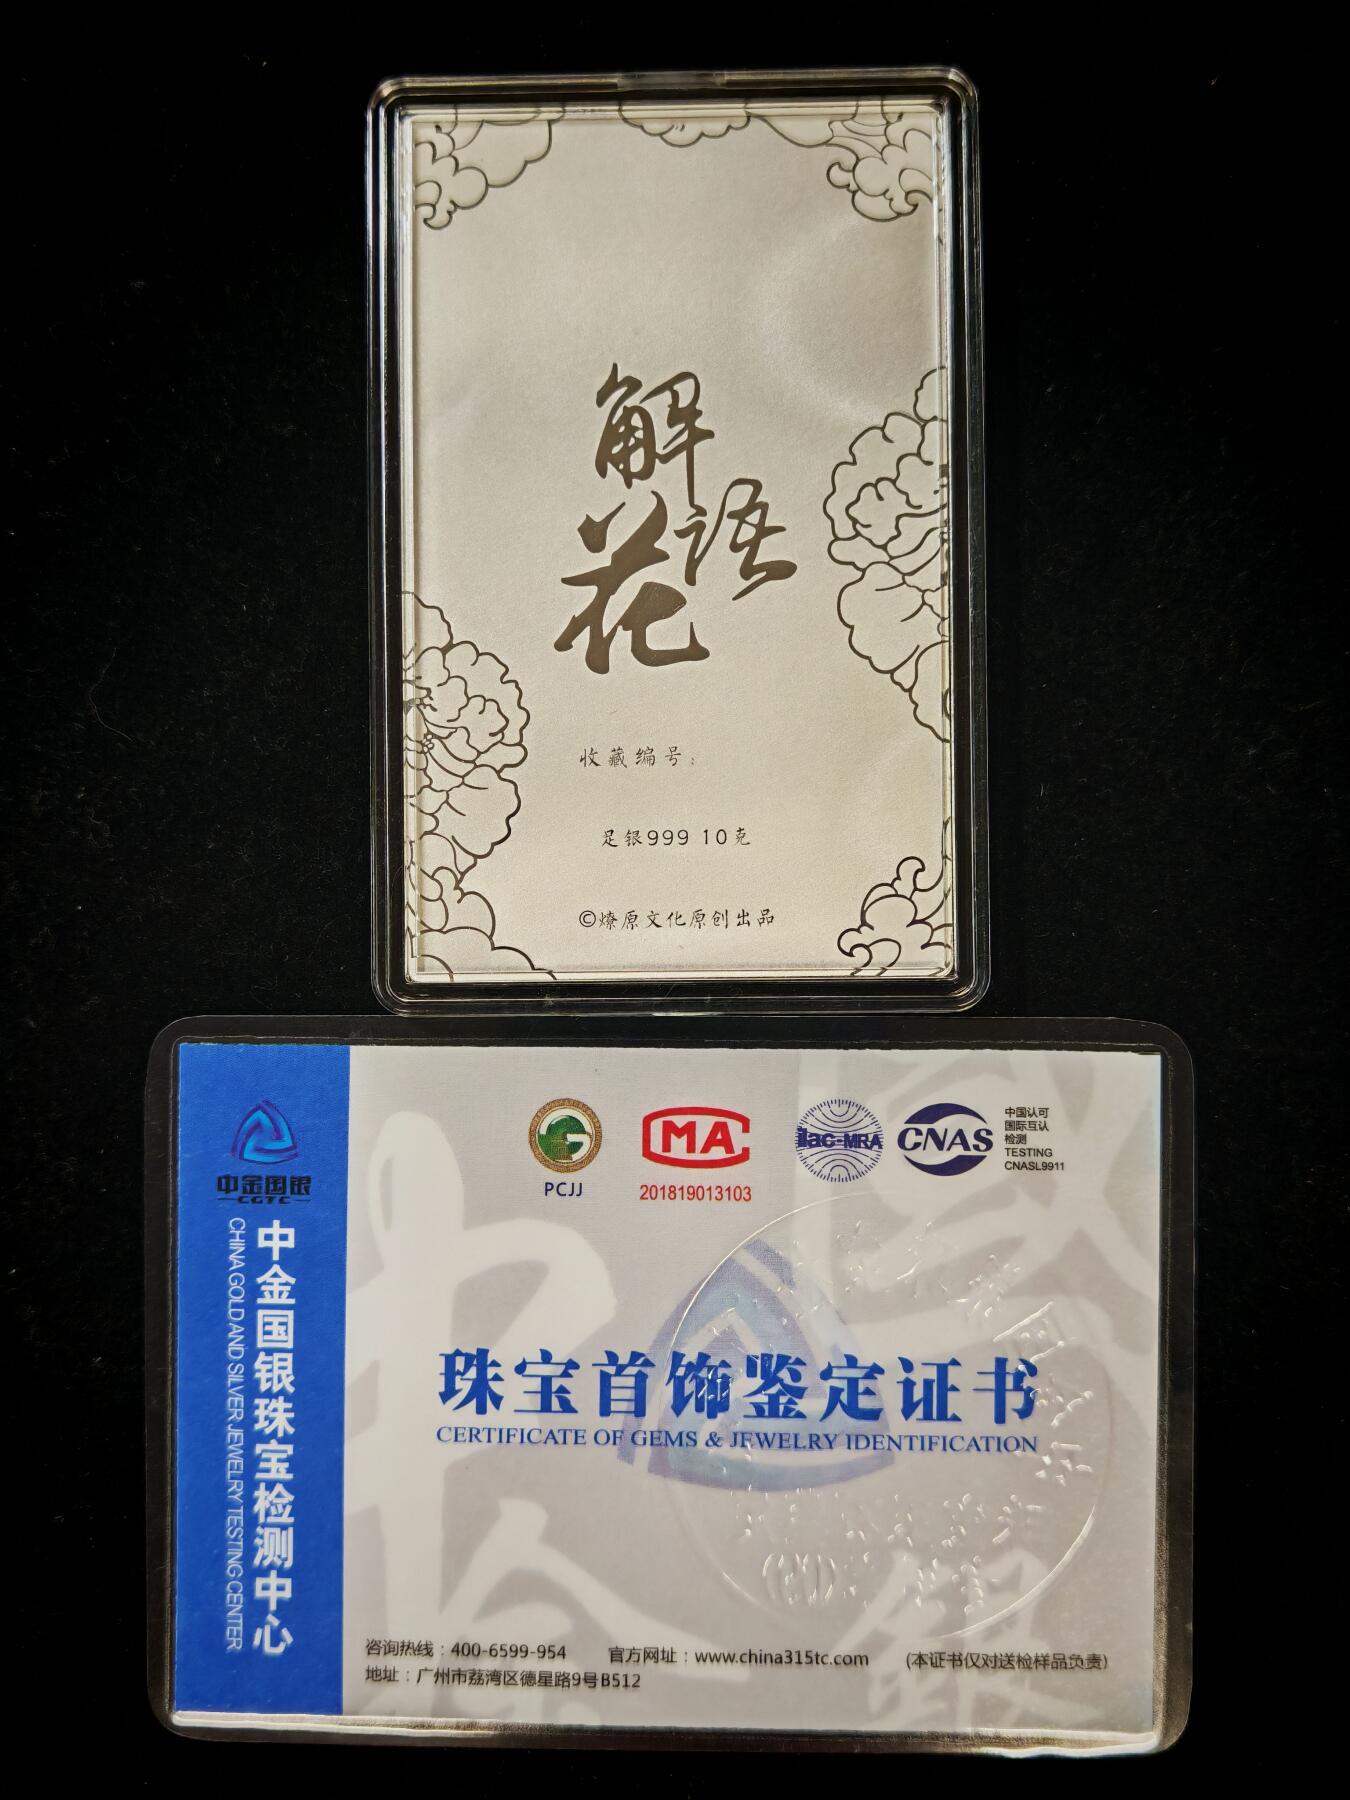 解语花
收藏编号：
足银999 10克
©燎原文化原创出品
中金国银
CGTC
中金国银珠宝检测中心
CHINA GOLD AND SILVER JEWELRY TESTING CENTER
PCJJ
MA
201819013103
ilac-MRA
CNAS
中国认可
国际互认
检测
TESTING
CNASL9911
珠宝首饰鉴定证书
CERTIFICATE OF GEMS & JEWELRY IDENTIFICATION
咨询热线：400-6599-954 官方网址：www.china315tc.com (本证书仅对送检样品负责)
地址：广州市荔湾区德星路9号B512